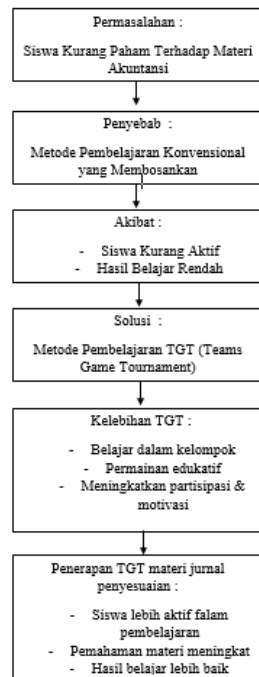 Permasalahan :
Siswa Kurang Paham Terhadap Materi
Akuntansi
Penyebab :
Metode Pembelajaran Konvensional
yang Membosankan
Akibat :
- Siswa Kurang Aktif
- Hasil Belajar Rendah
Solusi :
Metode Pembelajaran TGT (Teams
Game Tournament)
Kelebihan TGT :
- Belajar dalam kelompok
- Permainan edukatif
- Meningkatkan partisipasi &
motivasi
Penerapan TGT materi jurnal
penyesuaian :
- Siswa lebih aktif falam
pembelajaran
- Pemahaman materi meningkat
- Hasil belajar lebih baik